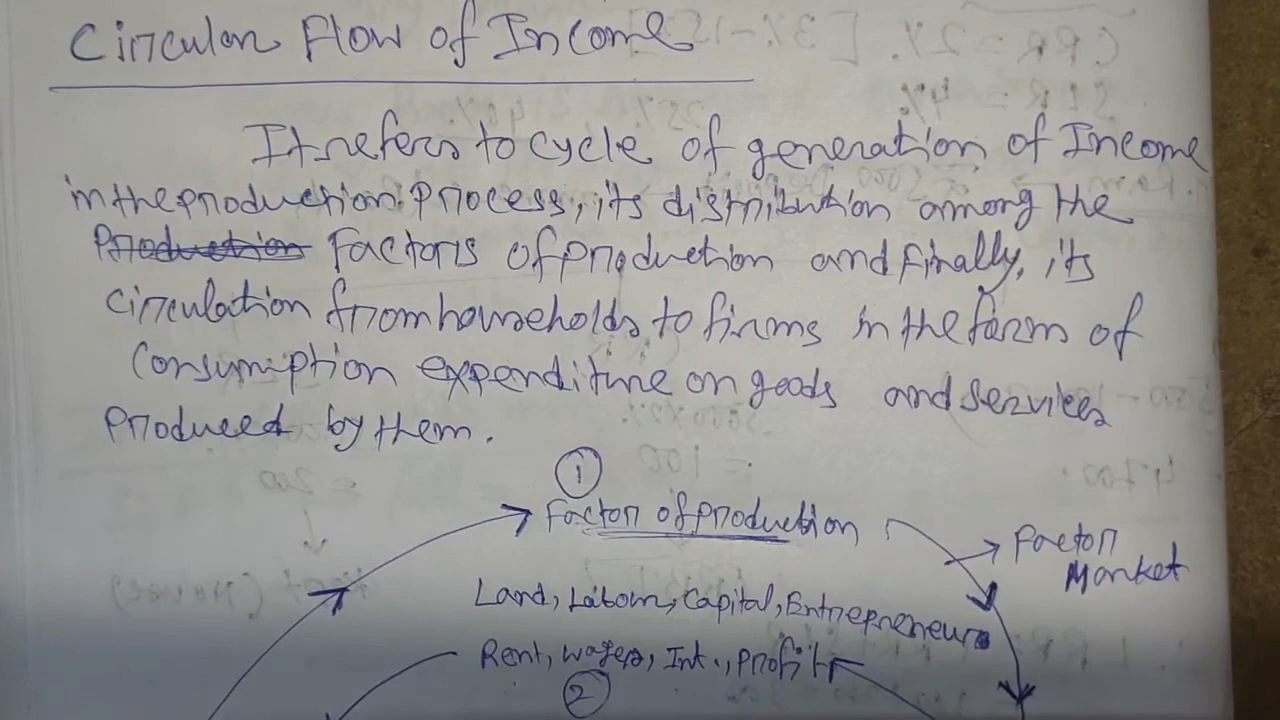 Circular Flow of Income
It refers to cycle of generation of Income
in the production process, its distribution among the
Production Factors of production and finally, its
circulation from households to firms in the form of
Consumption expenditure on goods and services
Produced by them.
1
Factor of production
Factor
Market
Land, Labour, Capital, Entrepreneurs
Rent, wages, Int., profit
2